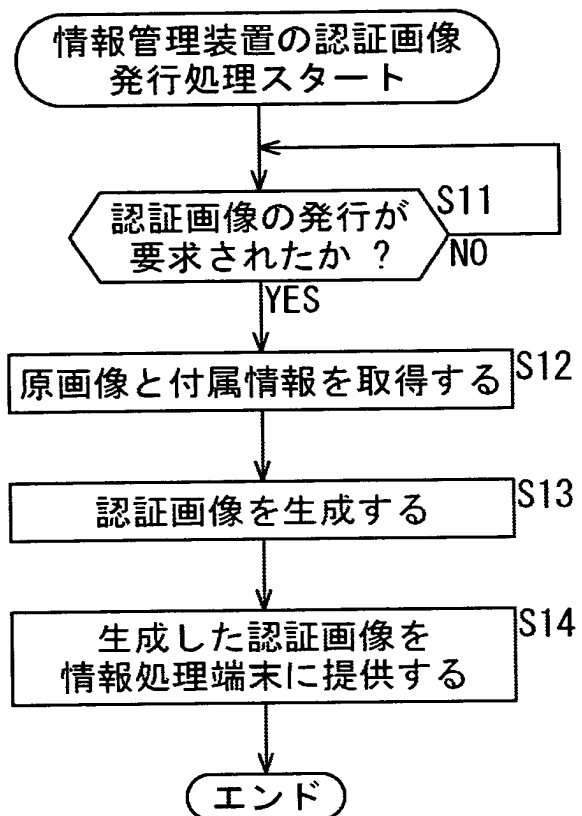 情報管理装置の認証画像
発行処理スタート
認証画像の発行が
要求されたか ?
S11
NO
YES
原画像と付属情報を取得する
S12
認証画像を生成する
S13
生成した認証画像を
情報処理端末に提供する
S14
エンド